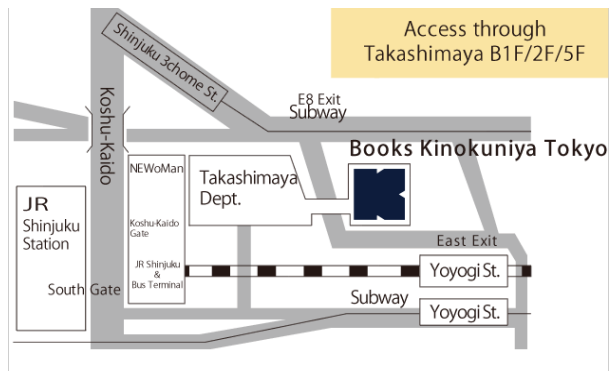 Access through
Takashimaya B1F/2F/5F
Shinjuku 3chome St.
E8 Exit
Subway
Koshu-Kaido
Books Kinokuniya Tokyo
NEWoMan
Takashimaya
Dept.
JR
Shinjuku
Station
Koshu-Kaido
Gate
East Exit
JR Shinjuku
&
Bus Terminal
Yoyogi St.
South Gate
Subway
Yoyogi St.